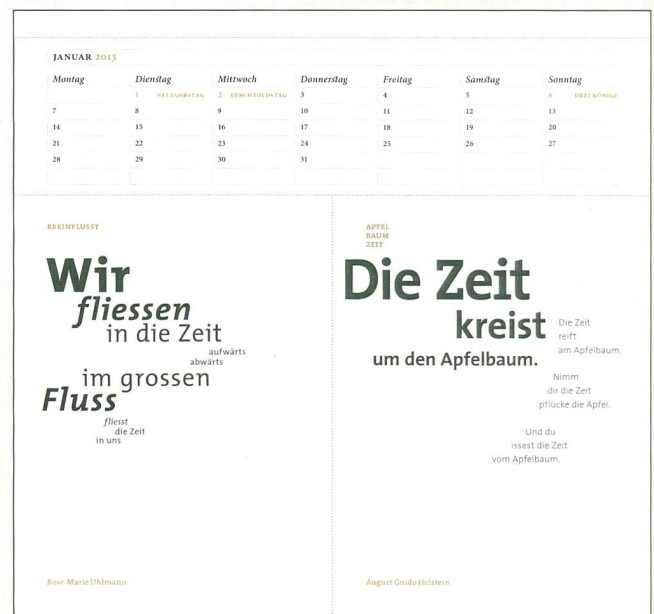 JANUAR 2013
Montag Dienstag Mittwoch Donnerstag Freitag Samstag Sonntag
1 NEUJAHRSTAG 2 BERCHTOLDSTAG 3 4 5 6 DREI KÖNIGE
7 8 9 10 11 12 13
14 15 16 17 18 19 20
21 22 23 24 25 26 27
28 29 30 31
BEEINFLUSST
Wir
fliessen
in die Zeit
aufwärts
abwärts
im grossen
Fluss
fliesst
die Zeit
in uns
Rose-Marie Uhlmann
APFEL
BAUM
ZEIT
Die Zeit
kreist
um den Apfelbaum.
Die Zeit
reift
am Apfelbaum.
Nimm
dir die Zeit
pflücke die Äpfel.
Und du
issest die Zeit
vom Apfelbaum.
August Guido Holstein